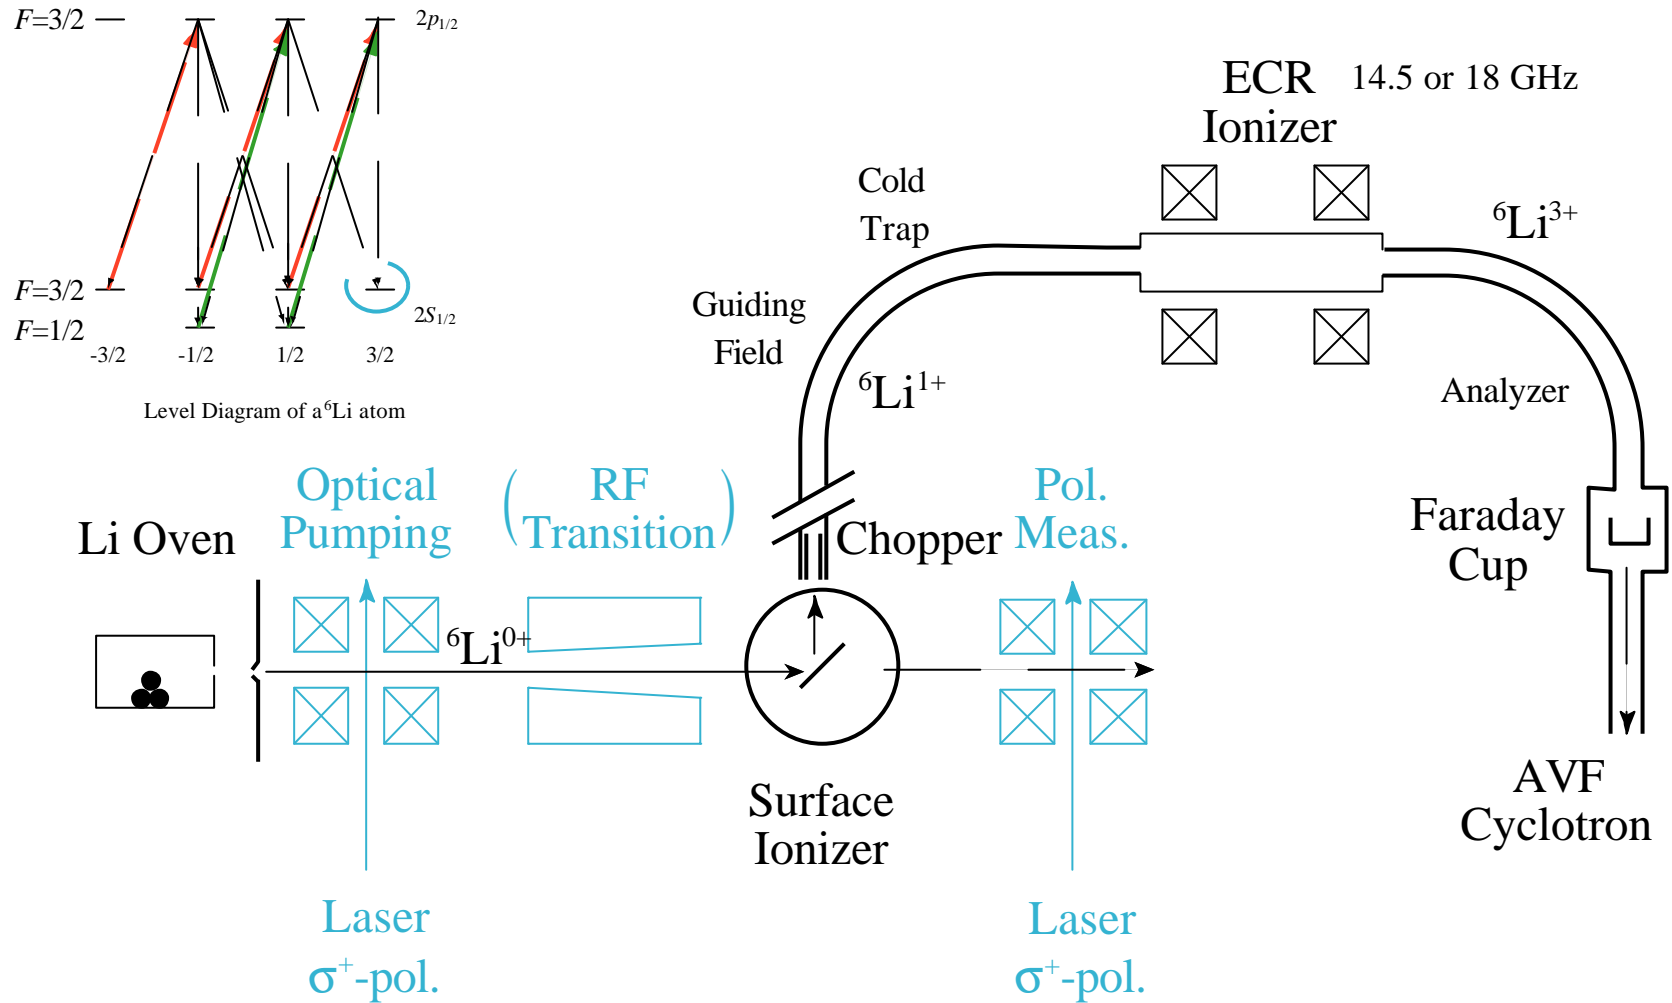 F=3/2
2p1/2
F=3/2
F=1/2
2S1/2
-3/2 -1/2 1/2 3/2
Level Diagram of a 6Li atom
ECR
Ionizer
14.5 or 18 GHz
Cold
Trap
6Li3+
Guiding
Field
6Li1+
Analyzer
Optical
Pumping
(RF
Transition)
Pol.
Meas.
Li Oven
Chopper
Faraday
Cup
6Li0+
Surface
Ionizer
AVF
Cyclotron
Laser
σ+-pol.
Laser
σ+-pol.